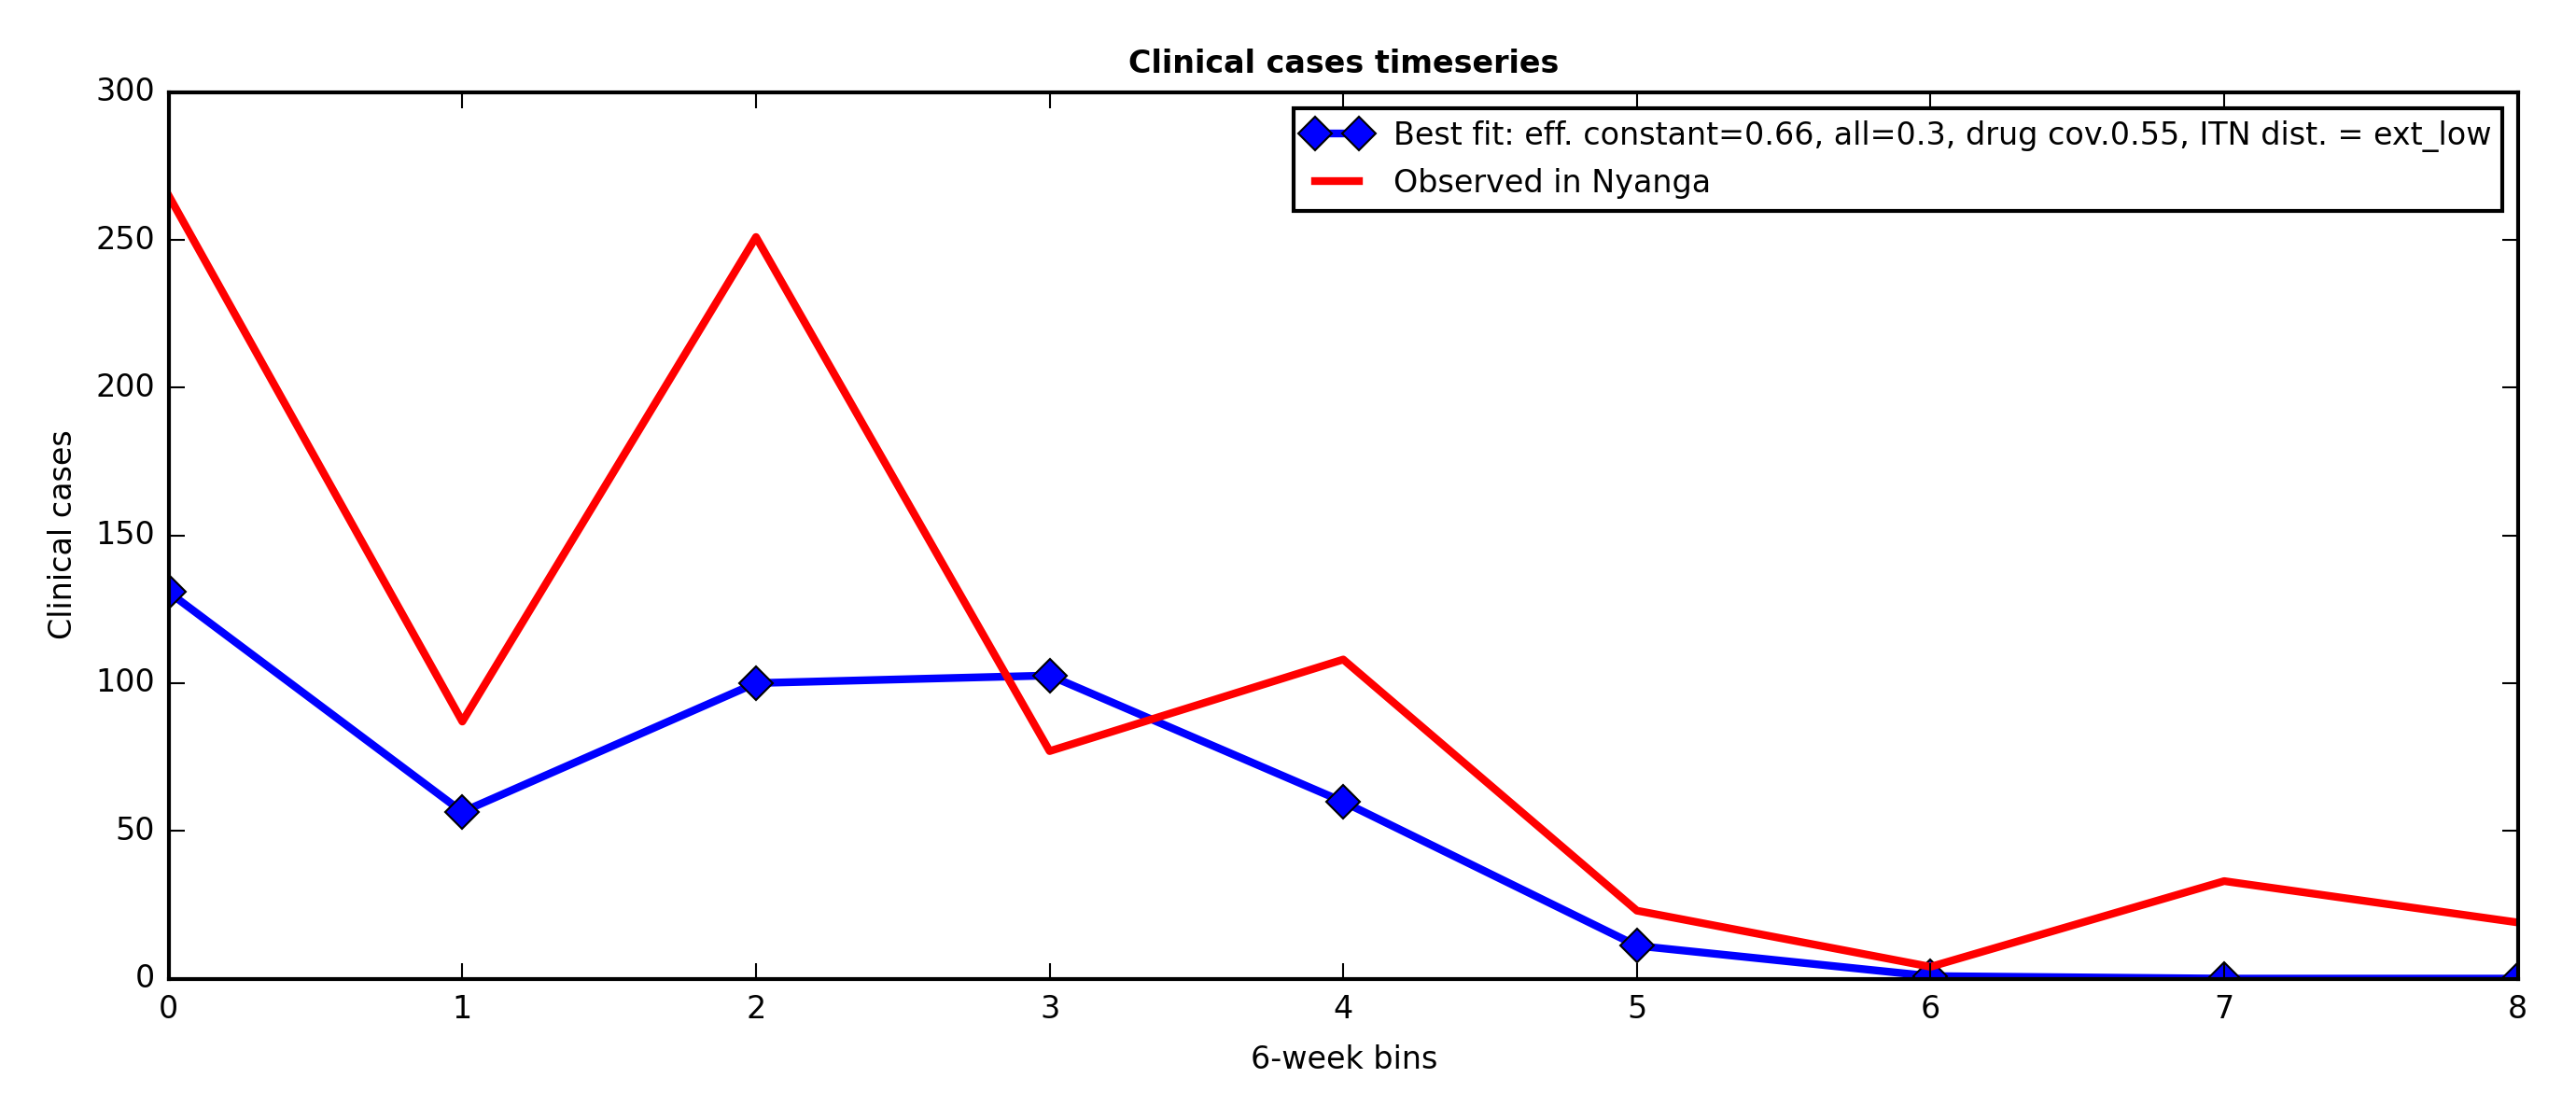 Clinical cases timeseries
Best fit: eff. constant=0.66, all=0.3, drug cov.0.55, ITN dist. = ext_low
Observed in Nyanga
Clinical cases
300
250
200
150
100
50
0
0 1 2 3 4 5 6 7 8
6-week bins